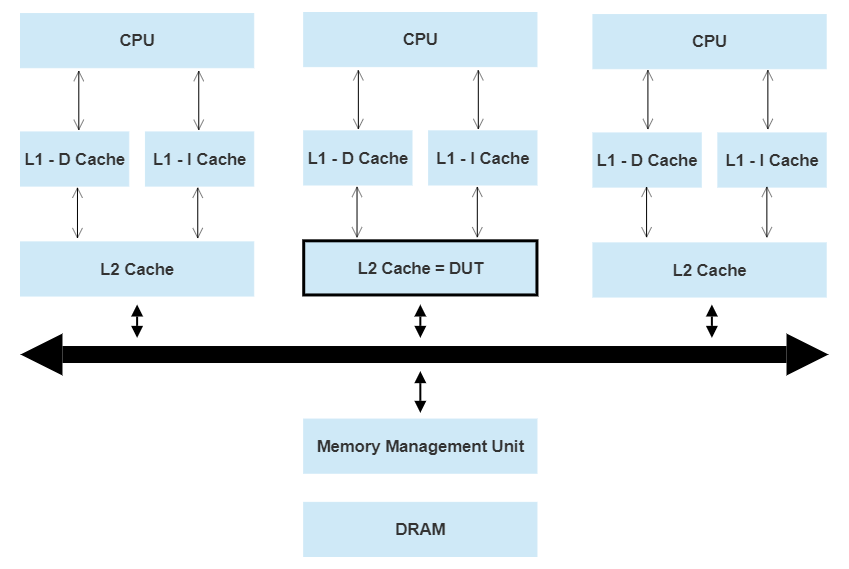 CPU
CPU
CPU
L1 - D Cache
L1 - I Cache
L1 - D Cache
L1 - I Cache
L1 - D Cache
L1 - I Cache
L2 Cache
L2 Cache = DUT
L2 Cache
Memory Management Unit
DRAM